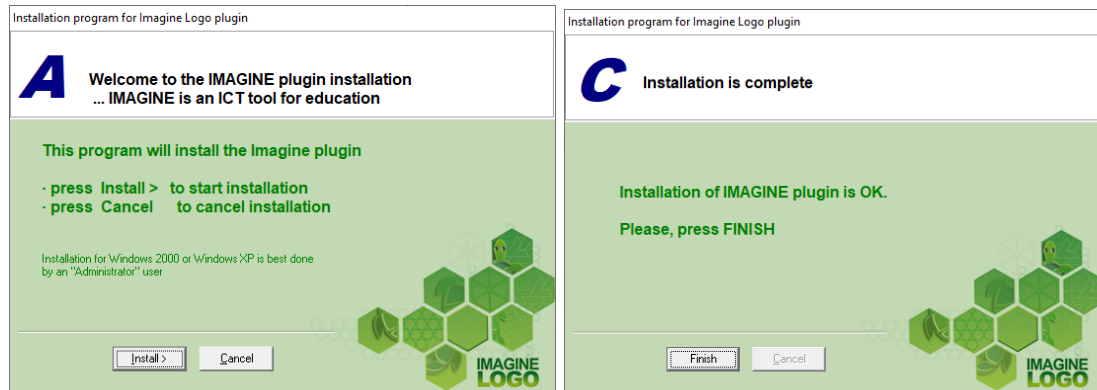 Installation program for Imagine Logo plugin
A
Welcome to the IMAGINE plugin installation
... IMAGINE is an ICT tool for education
This program will install the Imagine plugin
· press Install > to start installation
· press Cancel to cancel installation
Installation for Windows 2000 or Windows XP is best done
by an "Administrator" user
Install >
Cancel
IMAGINE
LOGO
Installation program for Imagine Logo plugin
C
Installation is complete
Installation of IMAGINE plugin is OK.
Please, press FINISH
Finish
Cancel
IMAGINE
LOGO